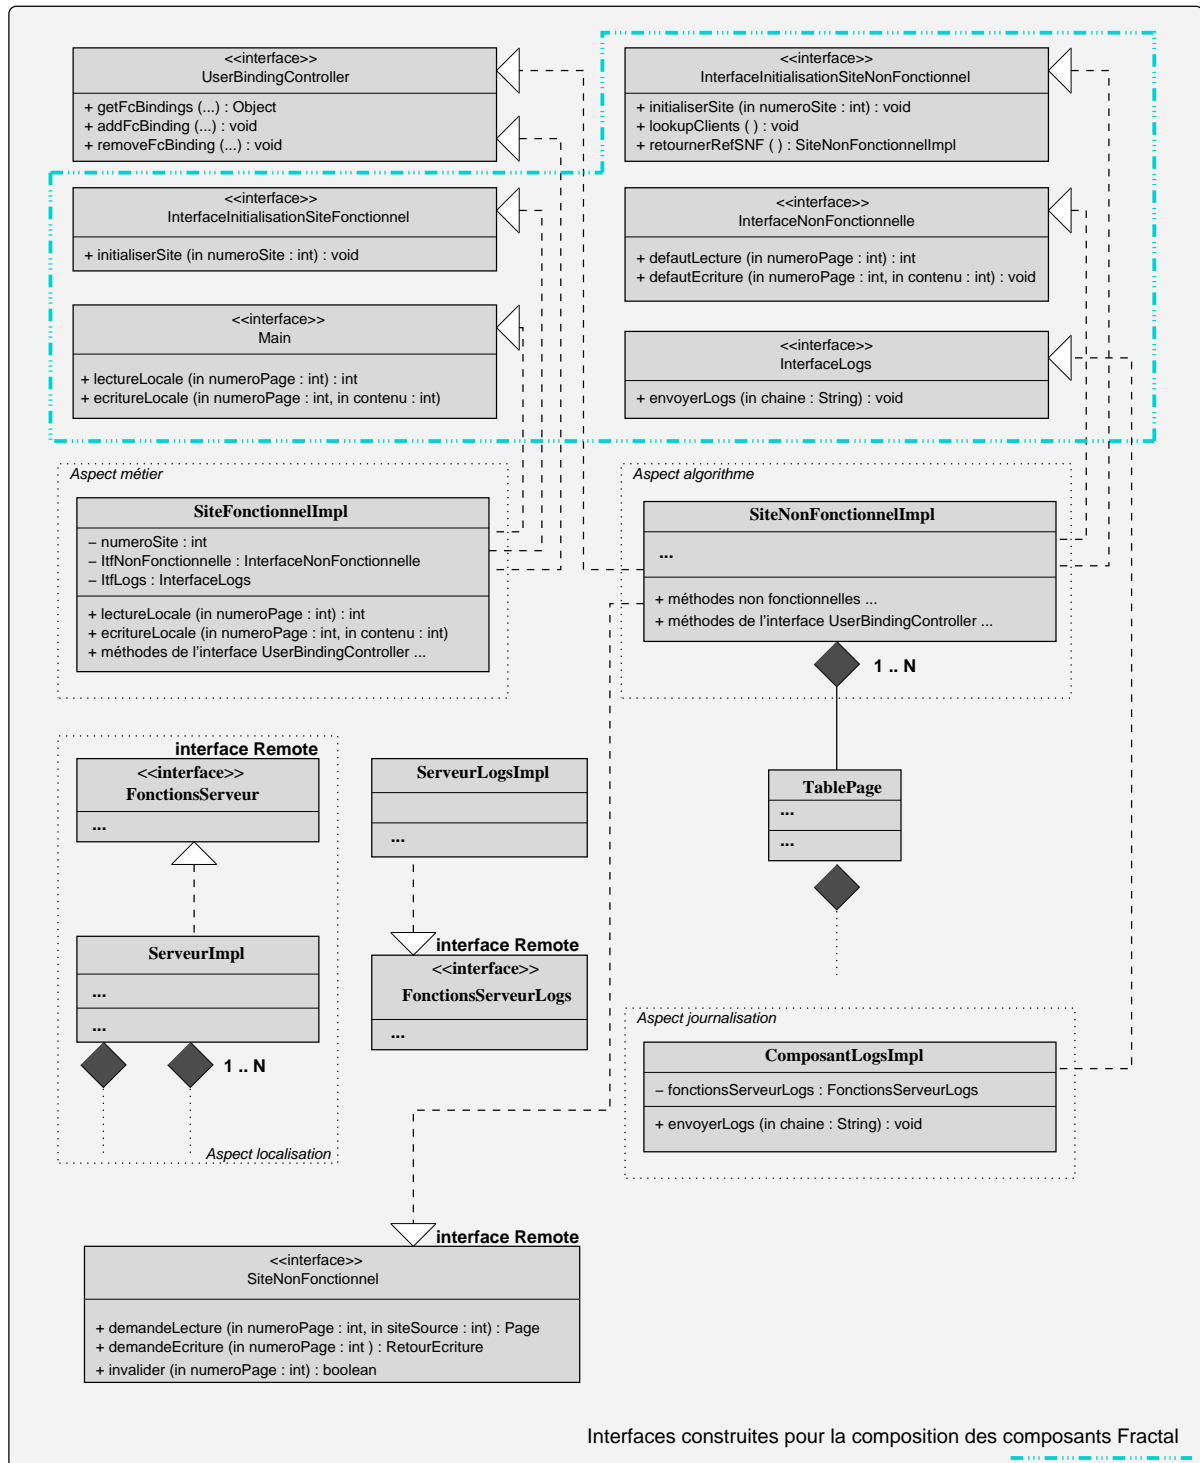 <<interface>>
UserBindingController
+ getFcBindings (...) : Object
+ addFcBinding (...) : void
+ removeFcBinding (...) : void
<<interface>>
InterfaceInitialisationSiteNonFonctionnel
+ initialiserSite (in numeroSite : int) : void
+ lookupClients ( ) : void
+ retournerRefSNF ( ) : SiteNonFonctionnelImpl
<<interface>>
InterfaceInitialisationSiteFonctionnel
+ initialiserSite (in numeroSite : int) : void
<<interface>>
InterfaceNonFonctionnelle
+ defautLecture (in numeroPage : int) : int
+ defautEcriture (in numeroPage : int, in contenu : int) : void
<<interface>>
Main
+ lectureLocale (in numeroPage : int) : int
+ ecritureLocale (in numeroPage : int, in contenu : int)
<<interface>>
InterfaceLogs
+ envoyerLogs (in chaine : String) : void
Aspect métier
SiteFonctionnelImpl
− numeroSite : int
− ItfNonFonctionnelle : InterfaceNonFonctionnelle
− ItfLogs : InterfaceLogs
+ lectureLocale (in numeroPage : int) : int
+ ecritureLocale (in numeroPage : int, in contenu : int)
+ méthodes de l'interface UserBindingController ...
Aspect algorithme
SiteNonFonctionnelImpl
...
+ méthodes non fonctionnelles ...
+ méthodes de l'interface UserBindingController ...
1 .. N
interface Remote
<<interface>>
FonctionsServeur
...
ServeurLogsImpl
...
TablePage
...
...
ServeurImpl
...
...
1 .. N
Aspect localisation
interface Remote
<<interface>>
FonctionsServeurLogs
...
Aspect journalisation
ComposantLogsImpl
− fonctionsServeurLogs : FonctionsServeurLogs
+ envoyerLogs (in chaine : String) : void
interface Remote
<<interface>>
SiteNonFonctionnel
+ demandeLecture (in numeroPage : int, in siteSource : int) : Page
+ demandeEcriture (in numeroPage : int ) : RetourEcriture
+ invalider (in numeroPage : int) : boolean
Interfaces construites pour la composition des composants Fractal